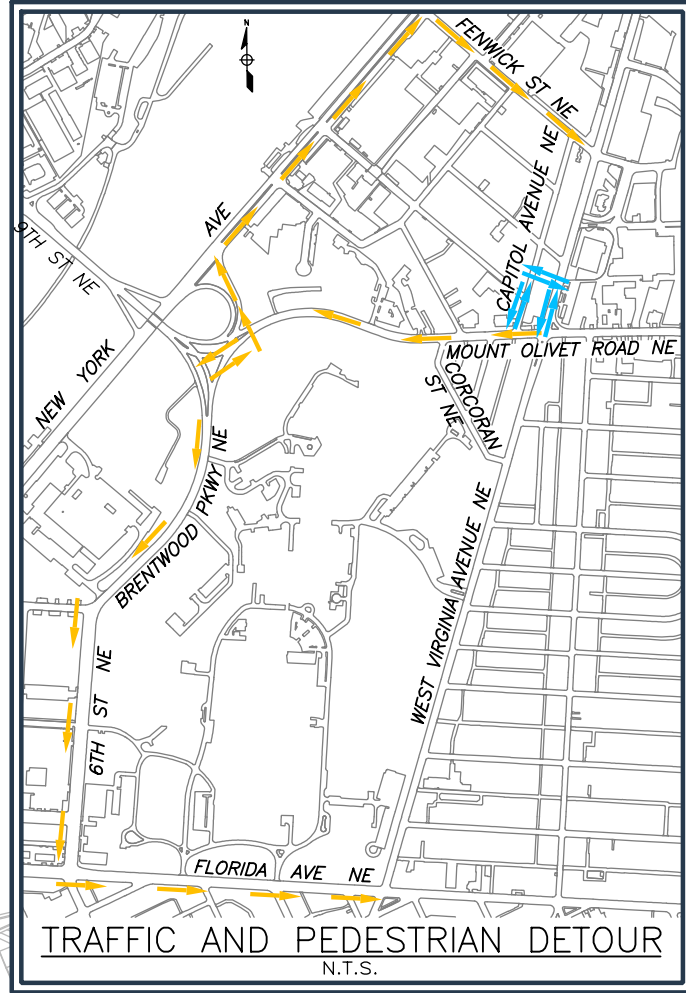 N
FENWICK ST NE
CAPITOL AVENUE NE
9TH ST NE
NEW YORK AVE
MOUNT OLIVET ROAD NE
CORCORAN
ST NE
BRENTWOOD PKWY NE
WEST VIRGINIA AVENUE NE
6TH ST NE
FLORIDA AVE NE
TRAFFIC AND PEDESTRIAN DETOUR
N.T.S.